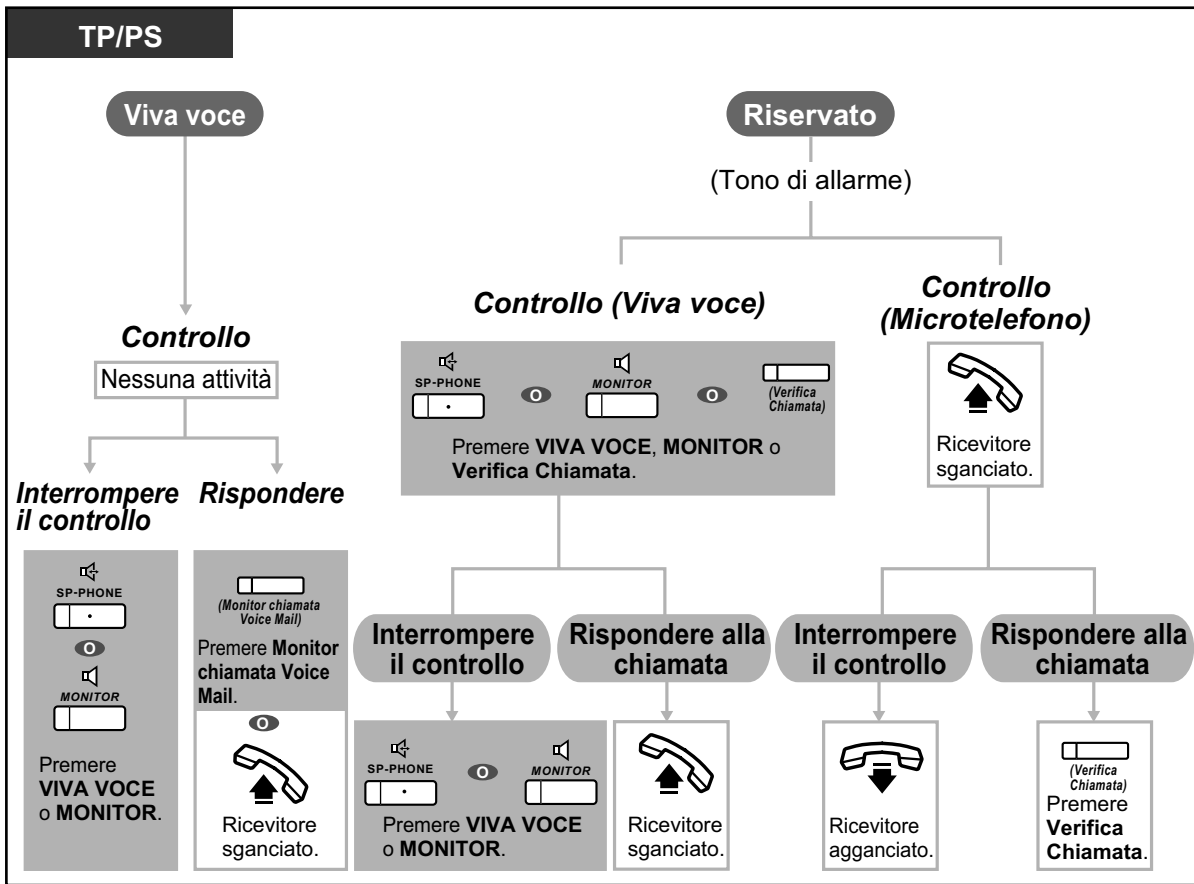 TP/PS
Viva voce
Riservato
(Tono di allarme)
Controllo
Nessuna attività
Interrompere
il controllo
SP-PHONE
O
MONITOR
Premere
VIVA VOCE
o MONITOR.
Rispondere
(Monitor chiamata
Voice Mail)
Premere Monitor
chiamata Voice
Mail.
O
Ricevitore
sganciato.
Controllo (Viva voce)
SP-PHONE
O
MONITOR
O
(Verifica
Chiamata)
Premere VIVA VOCE, MONITOR o
Verifica Chiamata.
Interrompere
il controllo
SP-PHONE
O
MONITOR
Premere VIVA VOCE
o MONITOR.
Rispondere alla
chiamata
Ricevitore
sganciato.
Controllo
(Microtelefono)
Ricevitore
sganciato.
Interrompere
il controllo
Ricevitore
agganciato.
Rispondere alla
chiamata
(Verifica
Chiamata)
Premere
Verifica
Chiamata.